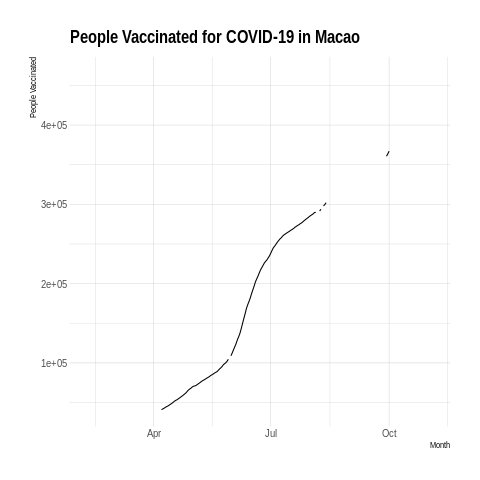 People Vaccinated for COVID-19 in Macao
People Vaccinated
4e+05
3e+05
2e+05
1e+05
Apr Jul Oct
Month